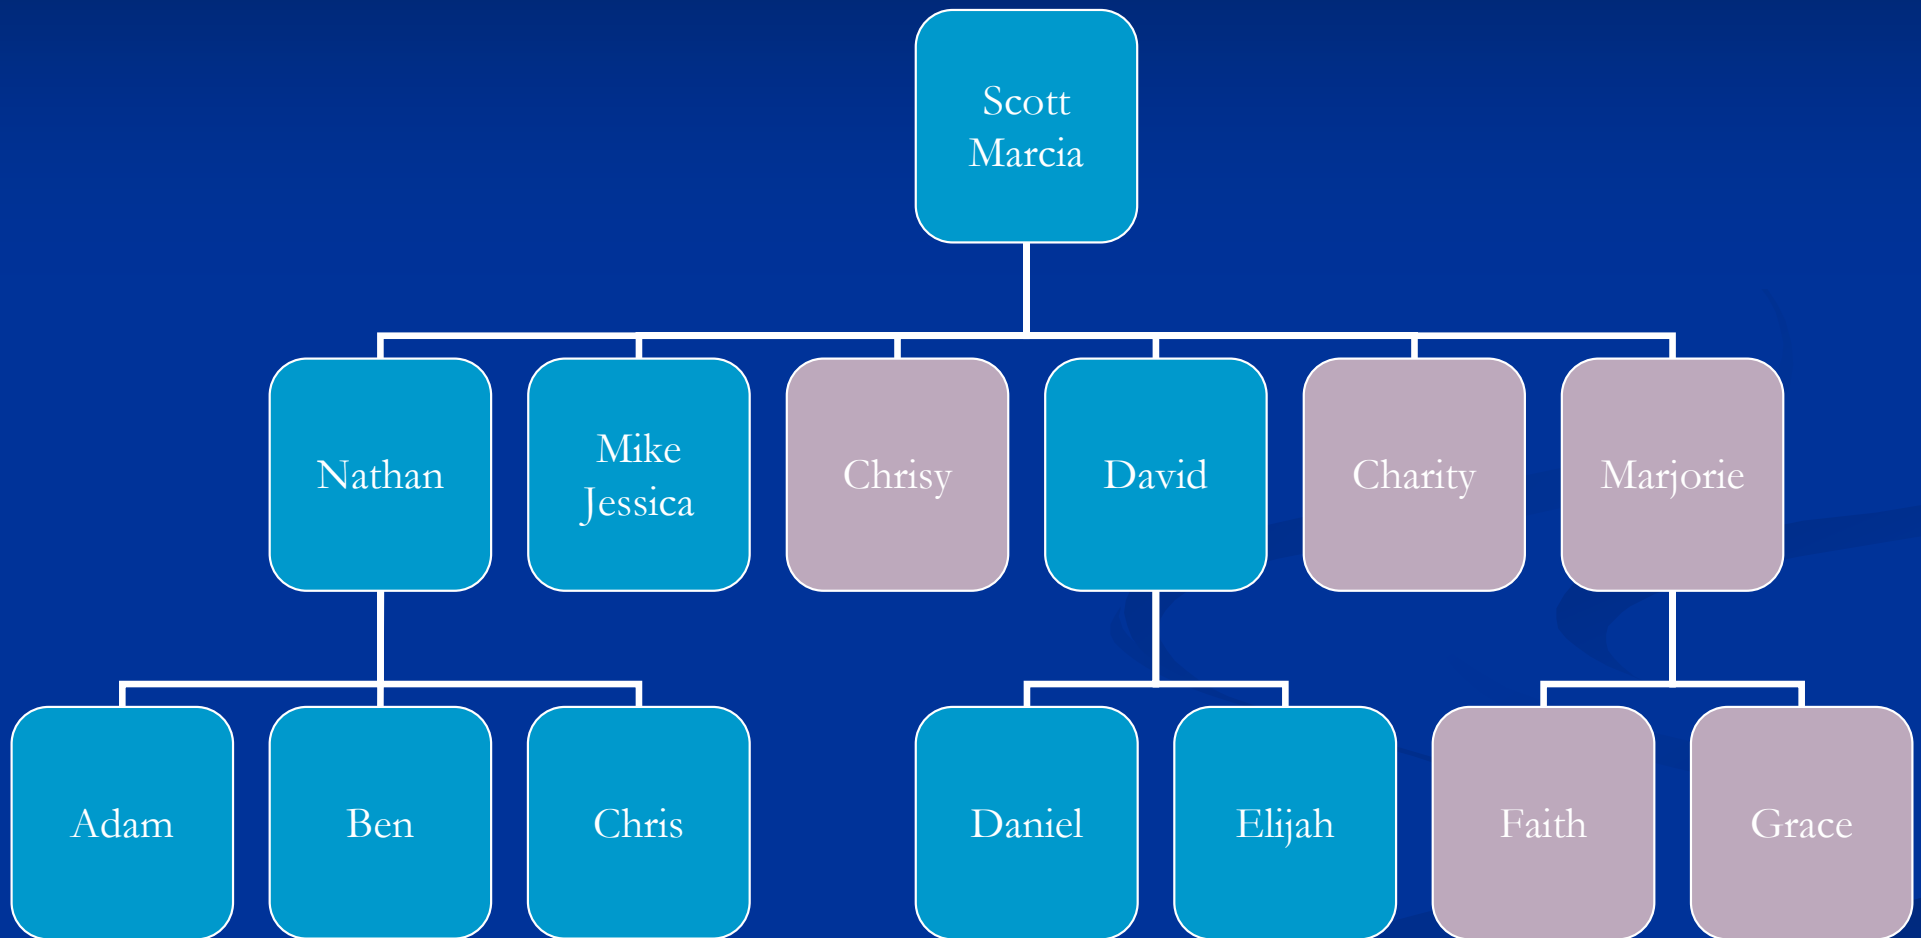 Scott
Marcia
Nathan
Mike
Jessica
Chrisy
David
Charity
Marjorie
Adam
Ben
Chris
Daniel
Elijah
Faith
Grace